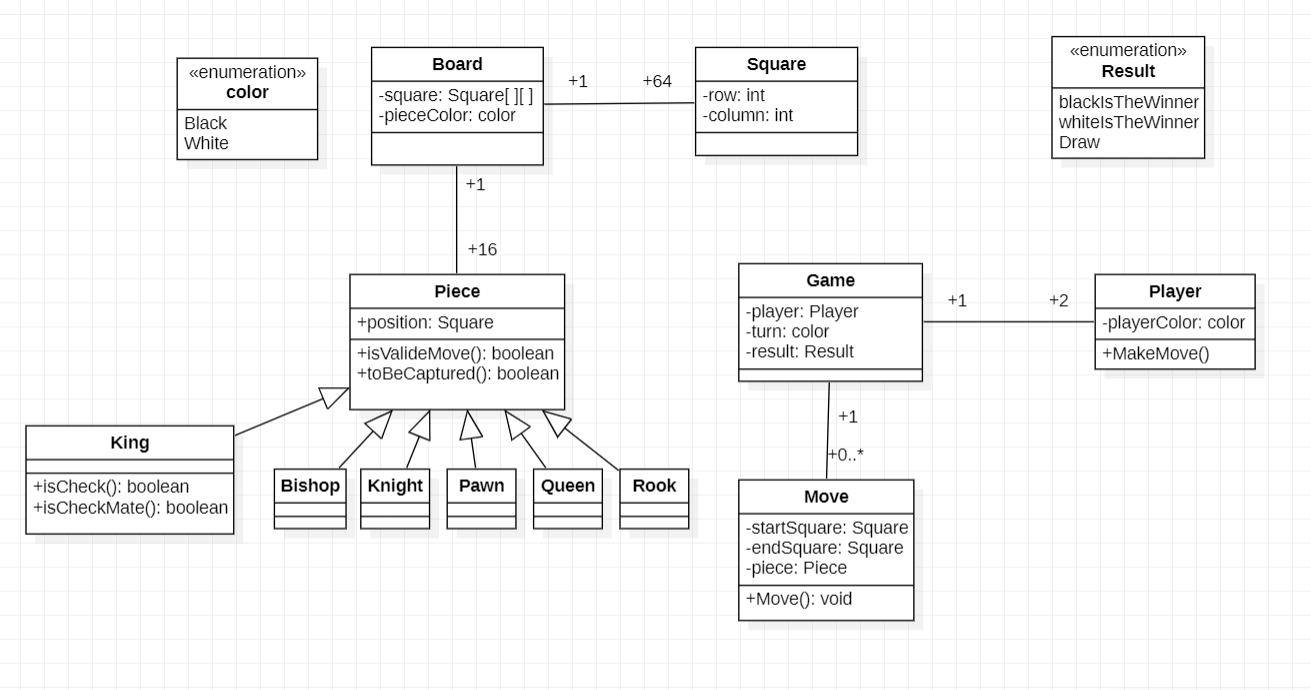 «enumeration»
color
Black
White
Board
-square: Square[ ][ ]
-pieceColor: color
+1
+64
Square
-row: int
-column: int
«enumeration»
Result
blackIsTheWinner
whiteIsTheWinner
Draw
+1
+16
Piece
+position: Square
+isValideMove(): boolean
+toBeCaptured(): boolean
Game
-player: Player
-turn: color
-result: Result
+1
+2
Player
-playerColor: color
+MakeMove()
+1
+0..*
King
+isCheck(): boolean
+isCheckMate(): boolean
Bishop
Knight
Pawn
Queen
Rook
Move
-startSquare: Square
-endSquare: Square
-piece: Piece
+Move(): void